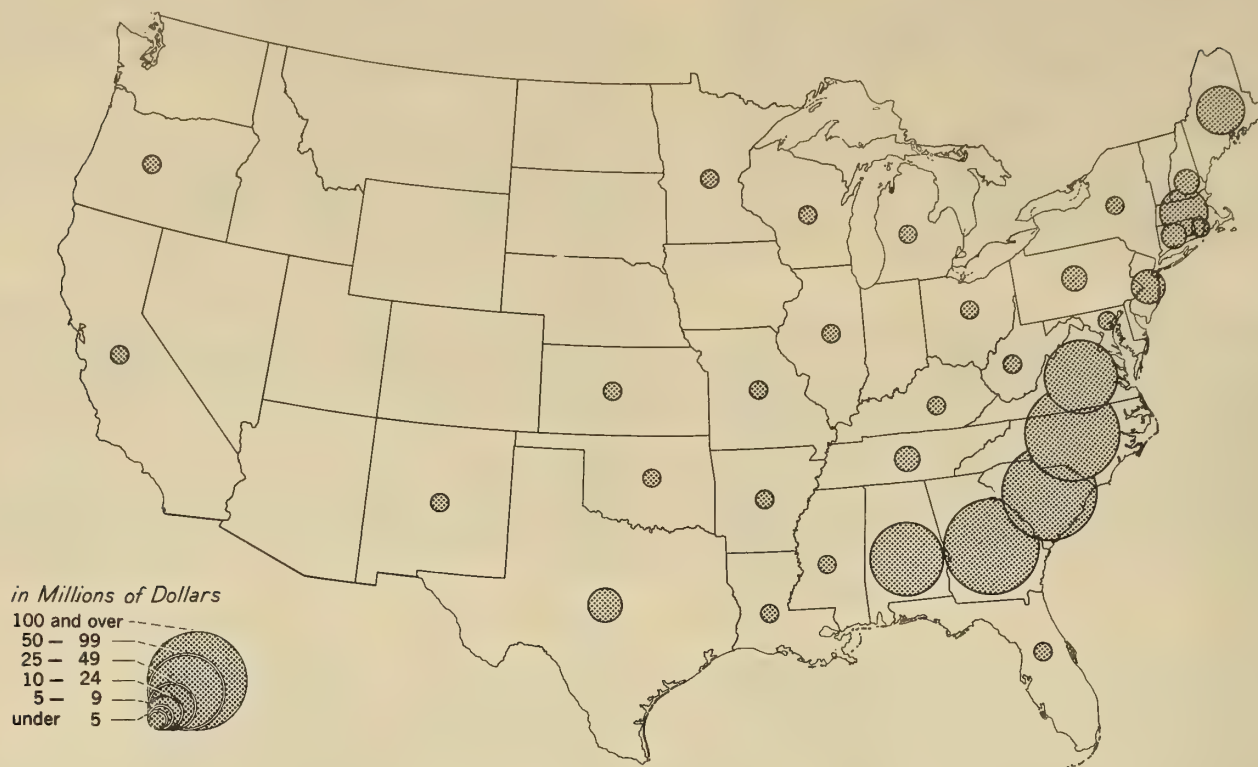 in Millions of Dollars
100 and over
50 — 99
25 — 49
10 — 24
5 — 9
under 5